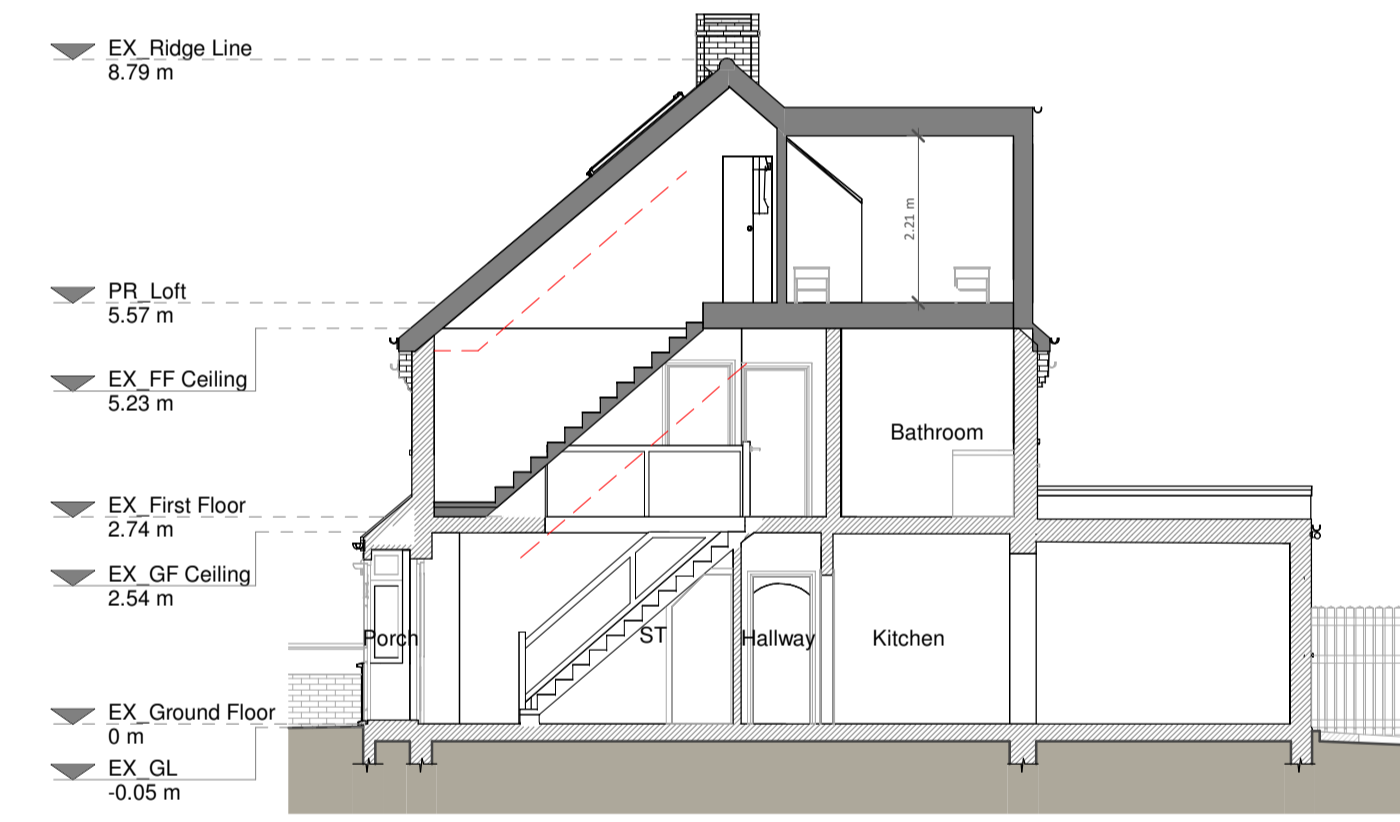 EX_Ridge Line
8.79 m
PR_Loft
5.57 m
2.21 m
EX_FF Ceiling
5.23 m
Bathroom
EX_First Floor
2.74 m
EX_GF Ceiling
2.54 m
Porch
ST
Hallway
Kitchen
EX_Ground Floor
0 m
EX_GL
-0.05 m